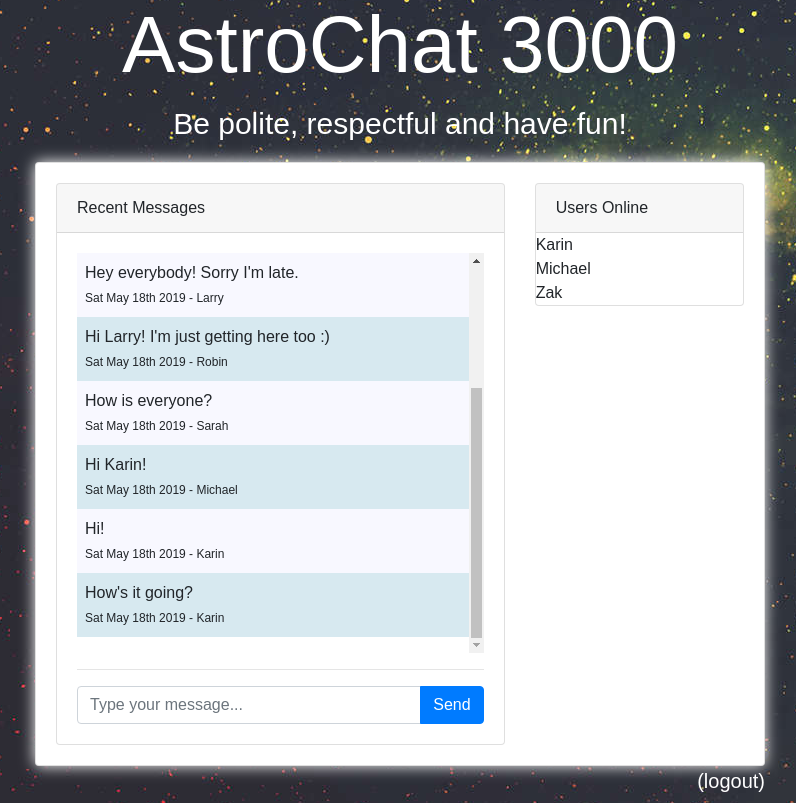 AstroChat 3000
Be polite, respectful and have fun!
Recent Messages
Hey everybody! Sorry I'm late.
Sat May 18th 2019 - Larry
Hi Larry! I'm just getting here too :)
Sat May 18th 2019 - Robin
How is everyone?
Sat May 18th 2019 - Sarah
Hi Karin!
Sat May 18th 2019 - Michael
Hi!
Sat May 18th 2019 - Karin
How's it going?
Sat May 18th 2019 - Karin
Type your message...
Send
Users Online
Karin
Michael
Zak
(logout)